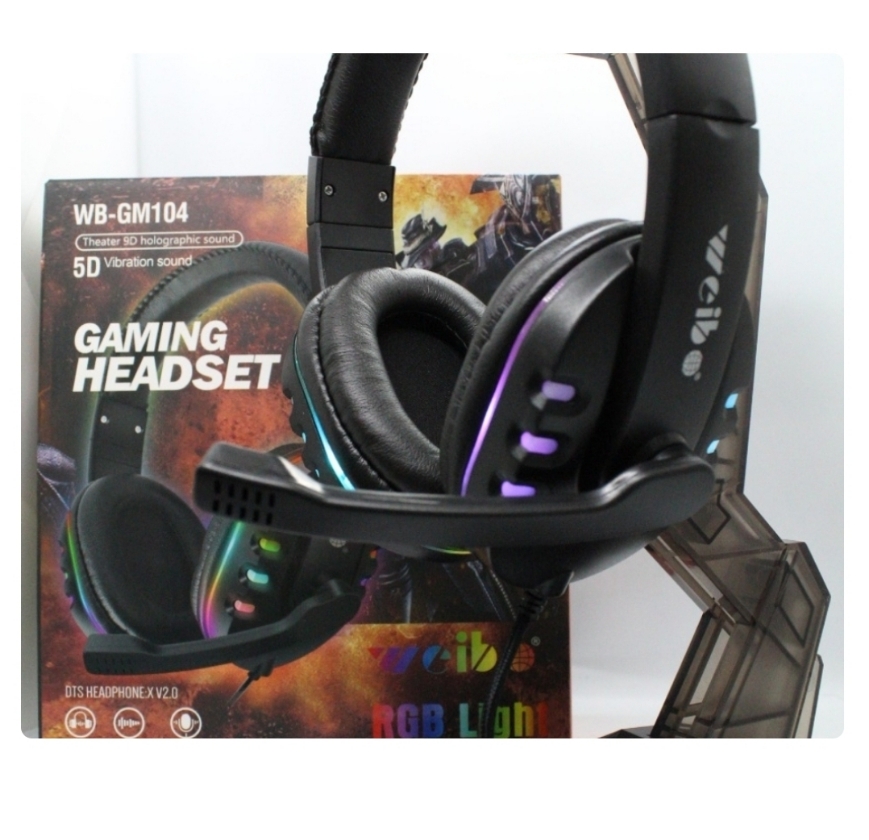 WB-GM104
Theater 9D holographic sound
5D Vibration sound
GAMING
HEADSET
weibo
weibo®
DTS HEADPHONE:X V2.0
RGB Light